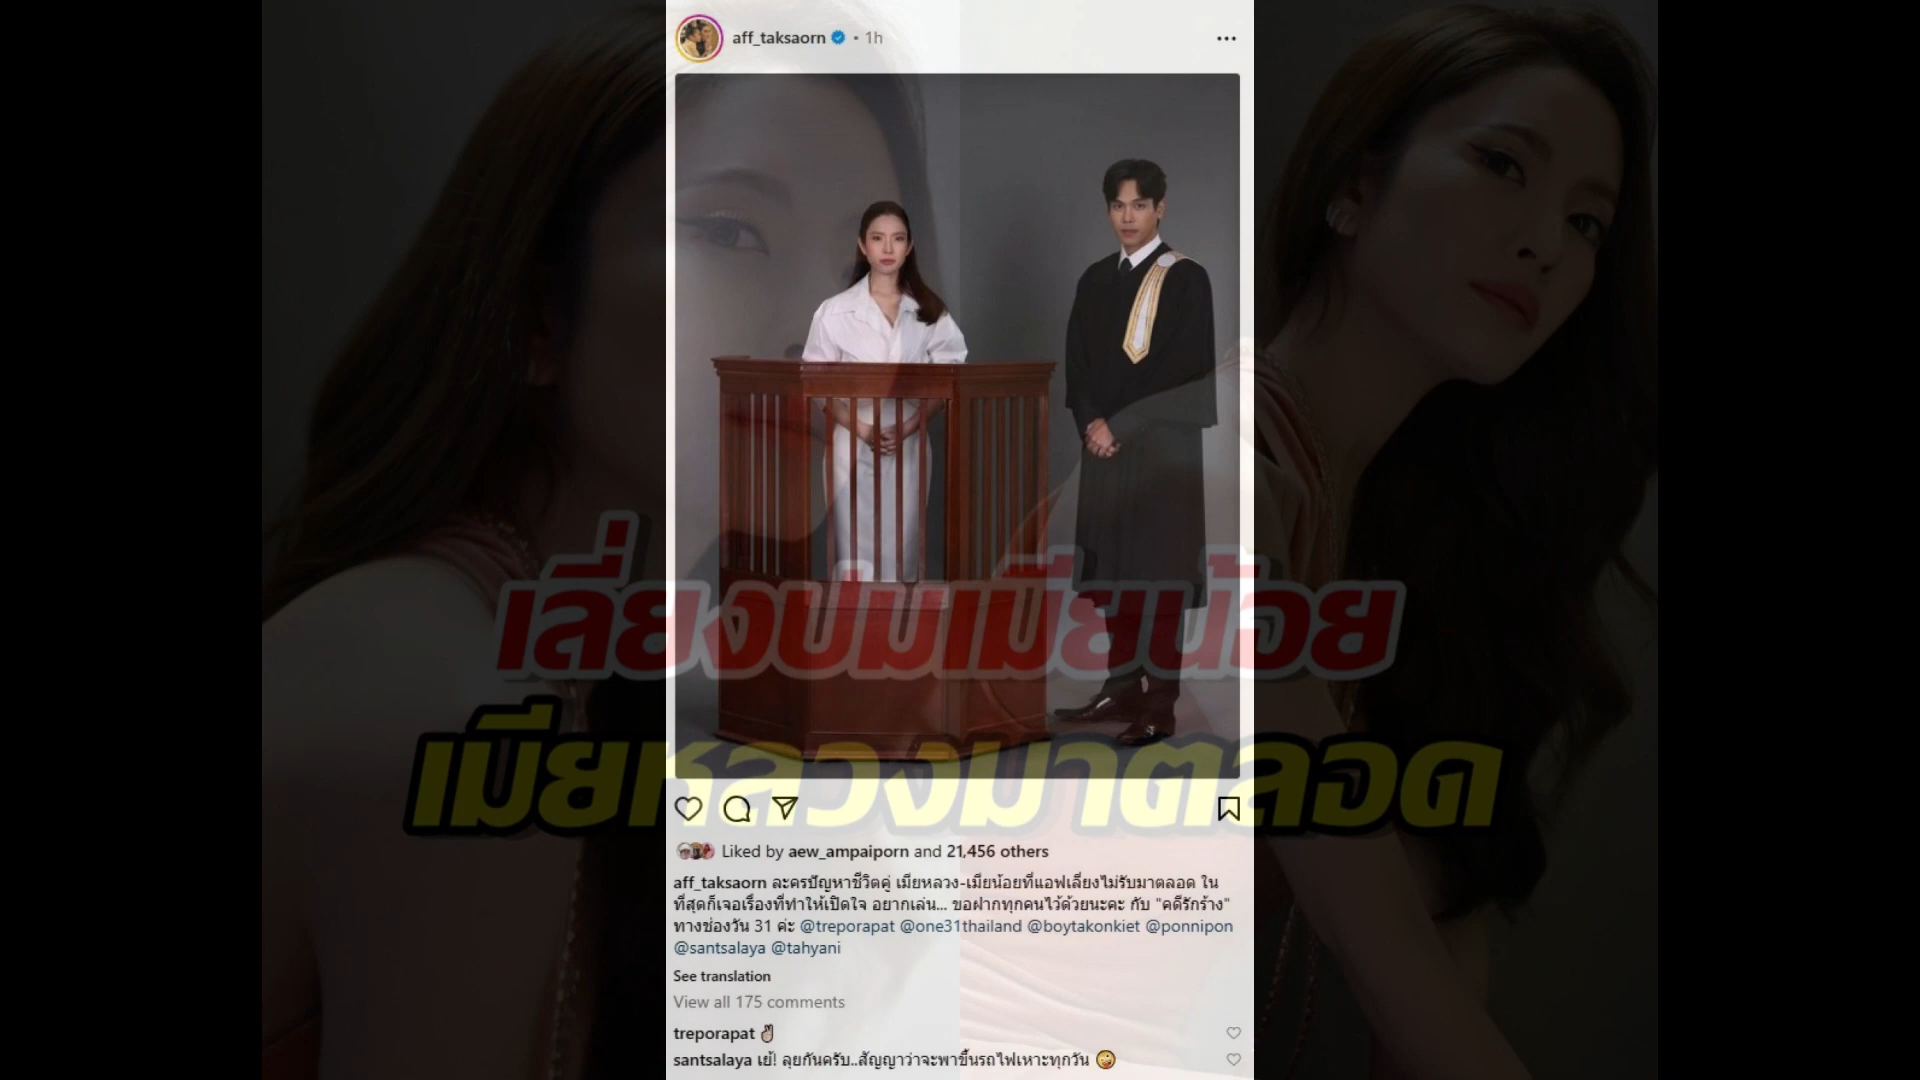 aff_taksaorn • 1h
เลี่ยงปมเมียน้อย
เมียหลวงมาตลอด
Liked by aew_ampaiporn and 21,456 others
aff_taksaorn ละครปัญหาชีวิตคู่ เมียหลวง-เมียน้อยที่แอฟเลี่ยงไม่รับมาตลอด ใน
ที่สุดก็เจอเรื่องที่ทำให้เปิดใจ อยากเล่น... ขอฝากทุกคนไว้ด้วยนะคะ กับ "คดีรักร้าง"
ทางช่องวัน 31 ค่ะ @treporapat @one31thailand @boytakonkiet @ponnipon
@santsalaya @tahyani
See translation
View all 175 comments
treporapat ✌🏼
santsalaya เย้! ลุยกันครับ..สัญญาว่าจะพาขึ้นรถไฟเหาะทุกวัน 🤪